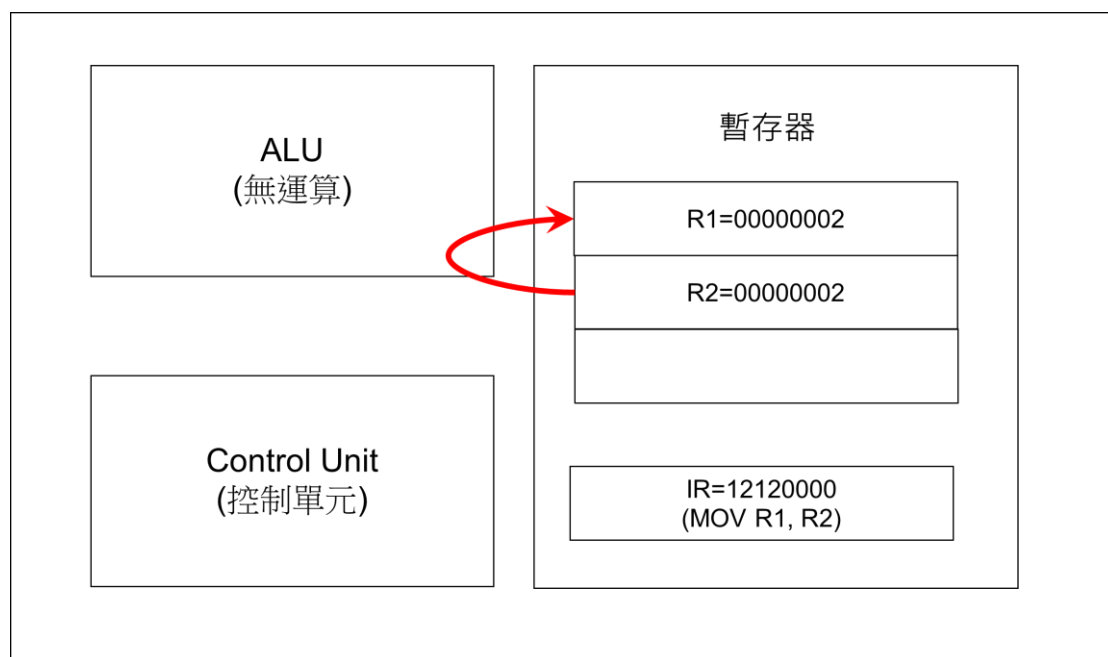 ALU
(無運算)
暫存器
R1=00000002
R2=00000002
Control Unit
(控制單元)
IR=12120000
(MOV R1, R2)